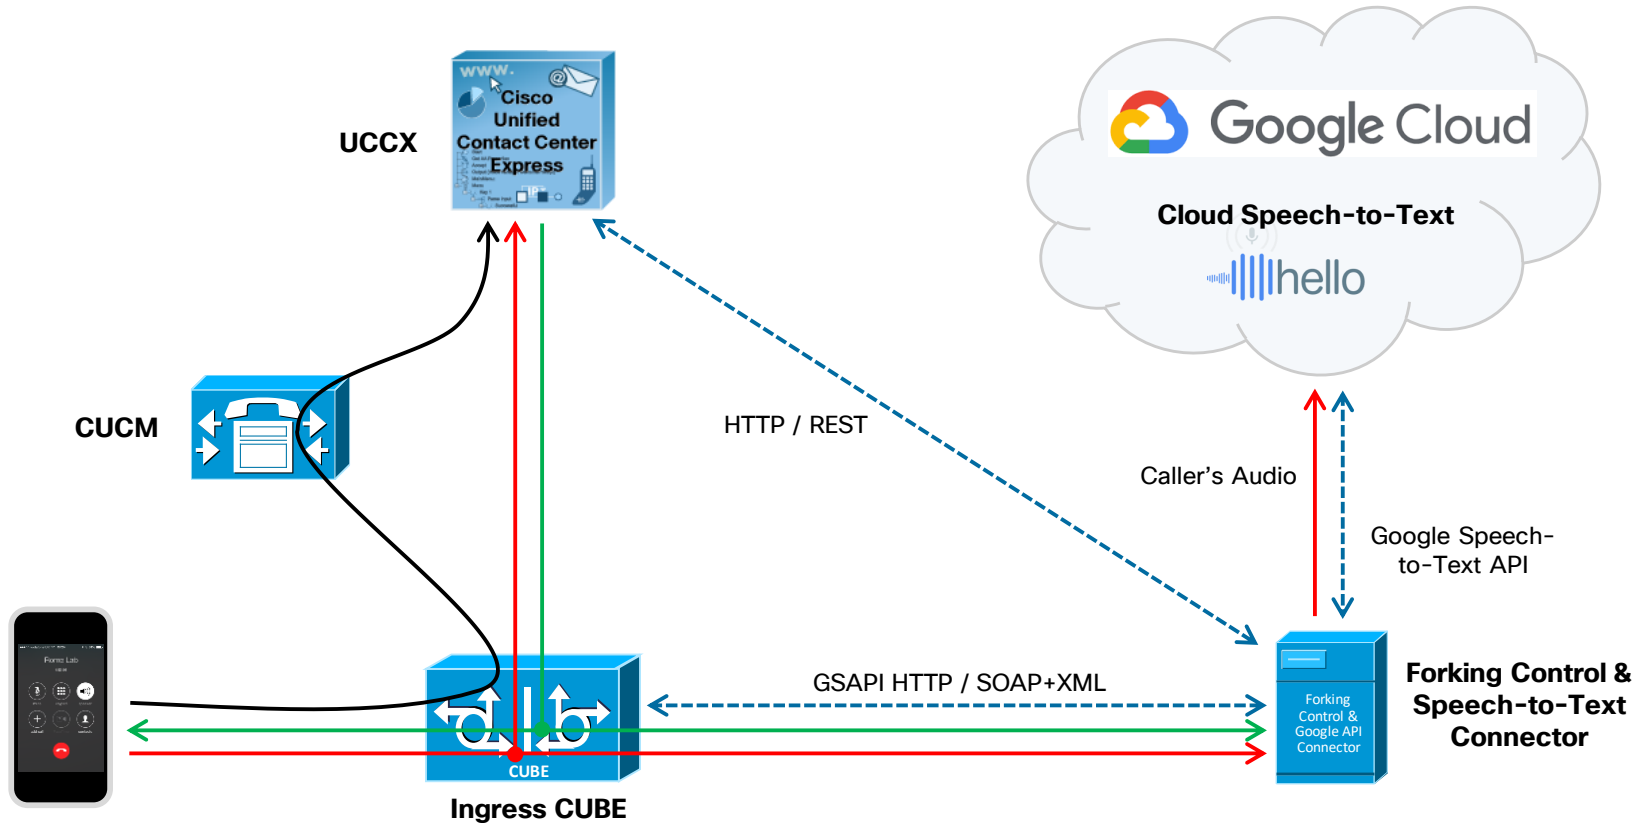 www.
@
Cisco
Unified
Contact Center
Express
IP
UCCX
Google Cloud
Cloud Speech-to-Text
hello
CUCM
HTTP / REST
Caller's Audio
Google Speech-
to-Text API
GSAPI HTTP / SOAP+XML
Forking
Control &
Google API
Connector
Forking Control &
Speech-to-Text
Connector
CUBE
Ingress CUBE